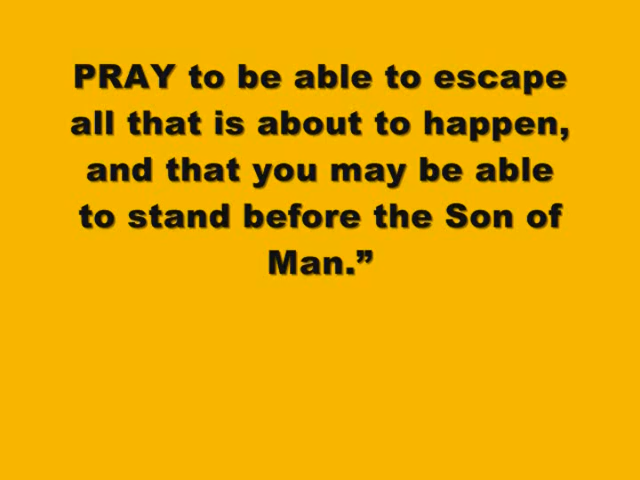 PRAY to be able to escape
all that is about to happen,
and that you may be able
to stand before the Son of
Man.”